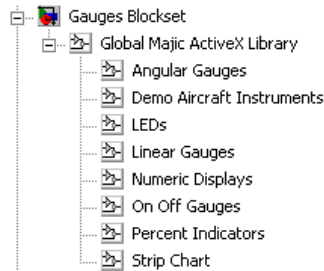 Gauges Blockset
Global Majic ActiveX Library
Angular Gauges
Demo Aircraft Instruments
LEDs
Linear Gauges
Numeric Displays
On Off Gauges
Percent Indicators
Strip Chart